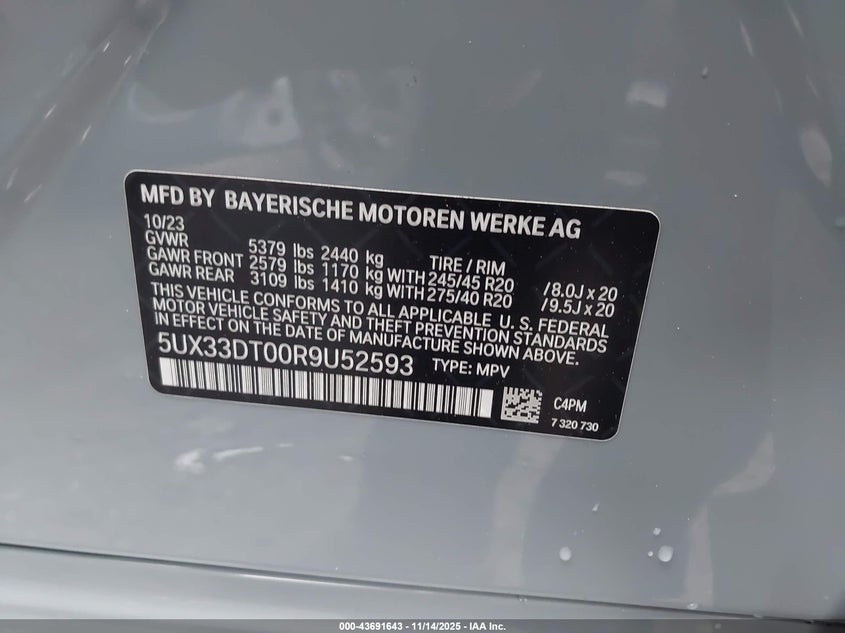 MFD BY BAYERISCHE MOTOREN WERKE AG
10/23
GVWR 5379 lbs 2440 kg TIRE / RIM
GAWR FRONT 2579 lbs 1170 kg WITH 245/45 R20 /8.0J x 20
GAWR REAR 3109 lbs 1410 kg WITH 275/40 R20 /9.5J x 20
THIS VEHICLE CONFORMS TO ALL APPLICABLE U. S. FEDERAL
MOTOR VEHICLE SAFETY AND THEFT PREVENTION STANDARDS
IN EFFECT ON THE DATE OF MANUFACTURE SHOWN ABOVE.
5UX33DT00R9U52593 TYPE: MPV
C4PM
7 320 730
000-43691643 - 11/14/2025 - IAA Inc.